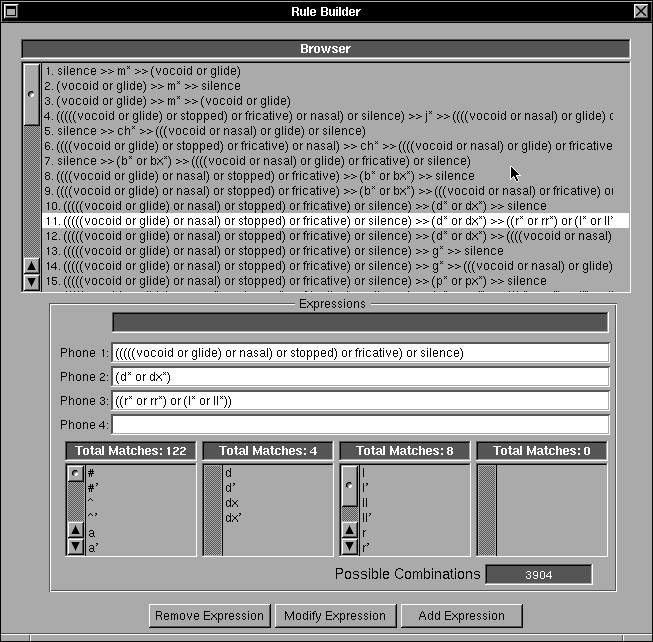 Rule Builder
Browser
1. silence >> m* >> (vocoid or glide)
2. (vocoid or glide) >> m* >> silence
3. (vocoid or glide) >> m* >> (vocoid or glide)
4. (((((vocoid or glide) or stopped) or fricative) or nasal) or silence) >> j* >> ((((vocoid or nasal) or glide) o
5. silence >> ch* >> (((vocoid or nasal) or glide) or silence)
6. ((((vocoid or glide) or stopped) or fricative) or nasal) >> ch* >> ((((vocoid or nasal) or glide) or fricative
7. silence >> (b* or bx*) >> ((((vocoid or nasal) or glide) or fricative) or silence)
8. ((((vocoid or glide) or nasal) or stopped) or fricative) >> (b* or bx*) >> silence
9. ((((vocoid or glide) or nasal) or stopped) or fricative) >> (b* or bx*) >> (((vocoid or nasal) or fricative) or
10. (((((vocoid or glide) or nasal) or stopped) or fricative) or silence) >> (d* or dx*) >> silence
11. (((((vocoid or glide) or nasal) or stopped) or fricative) or silence) >> (d* or dx*) >> ((r* or rr*) or (l* or ll*
12. (((((vocoid or glide) or nasal) or stopped) or fricative) or silence) >> (d* or dx*) >> ((((vocoid or nasal)
13. (((((vocoid or glide) or nasal) or stopped) or fricative) or silence) >> g* >> silence
14. (((((vocoid or glide) or nasal) or stopped) or fricative) or silence) >> g* >> (((vocoid or nasal) or glide)
15. (((((vocoid or glide) or nasal) or stopped) or fricative) or silence) >> (p* or px*) >> silence
Expressions
Phone 1: (((((vocoid or glide) or nasal) or stopped) or fricative) or silence)
Phone 2: (d* or dx*)
Phone 3: ((r* or rr*) or (l* or ll*))
Phone 4:
Total Matches: 122 Total Matches: 4 Total Matches: 8 Total Matches: 0
# d l
#' d' l'
^ dx ll
^' dx' ll'
a r
a' r'
Possible Combinations 3904
Remove Expression Modify Expression Add Expression